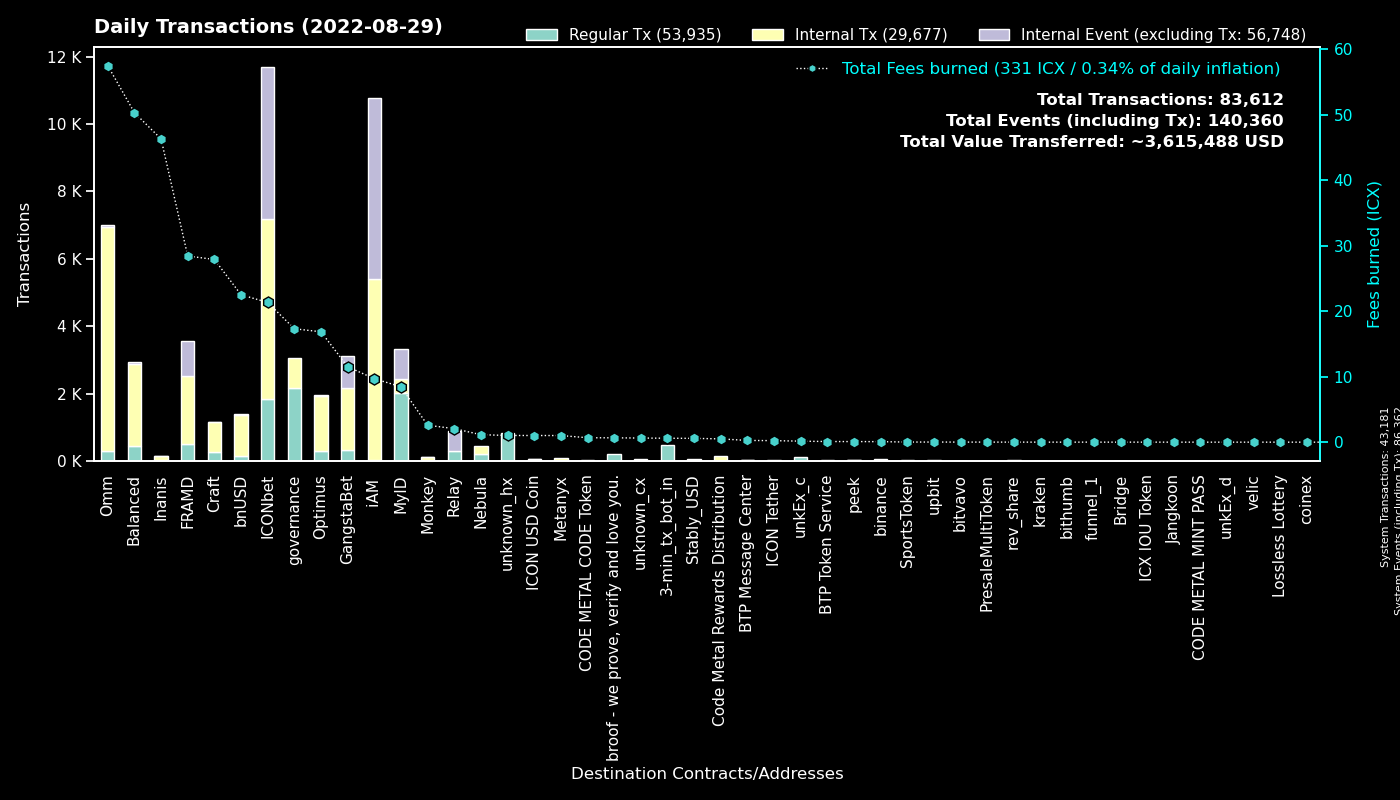 Daily Transactions (2022-08-29)
Regular Tx (53,935)
Internal Tx (29,677)
Internal Event (excluding Tx: 56,748)
Total Fees burned (331 ICX / 0.34% of daily inflation)
Total Transactions: 83,612
Total Events (including Tx): 140,360
Total Value Transferred: ~3,615,488 USD
12 K
10 K
8 K
6 K
4 K
2 K
0 K
Transactions
60
50
40
30
20
10
0
Fees burned (ICX)
Omm
Balanced
Inanis
FRAMD
Craft
bnUSD
ICONbet
governance
Optimus
GangstaBet
iAM
MyID
Monkey
Relay
Nebula
unknown_hx
ICON USD Coin
Metanyx
CODE METAL CODE Token
broof - we prove, verify and love you.
unknown_cx
3-min_tx_bot_in
Stably_USD
Code Metal Rewards Distribution
BTP Message Center
ICON Tether
unkEx_c
BTP Token Service
peek
binance
SportsToken
upbit
bitvavo
PresaleMultiToken
rev_share
kraken
bithumb
funnel_1
Bridge
ICX IOU Token
Jangkoon
CODE METAL MINT PASS
unkEx_d
velic
Lossless Lottery
coinex
Destination Contracts/Addresses
System Transactions: 43,181
System Events (including Tx): 86,362